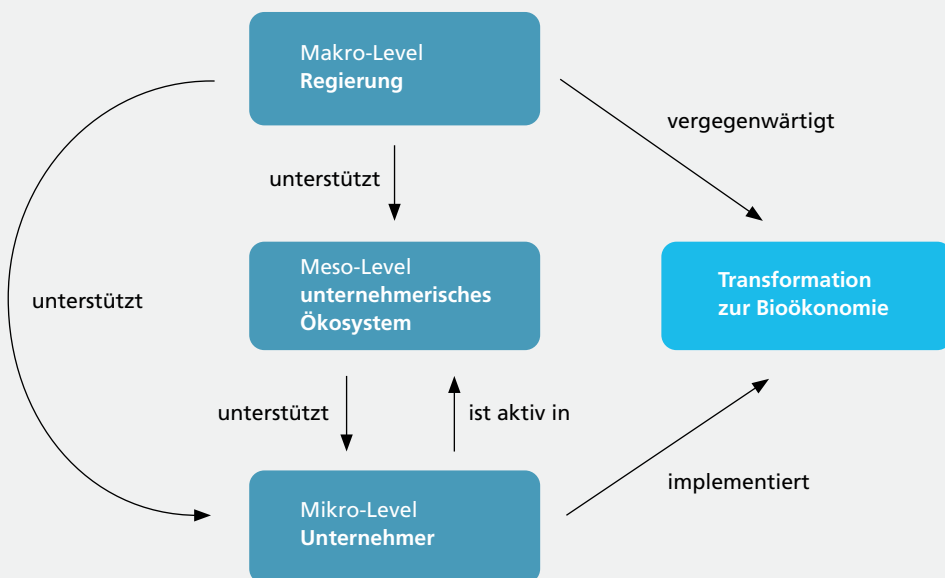 Makro-Level
Regierung
vergegenwärtigt
unterstützt
Meso-Level
unternehmerisches
Ökosystem
Transformation
zur Bioökonomie
unterstützt
unterstützt
ist aktiv in
implementiert
Mikro-Level
Unternehmer